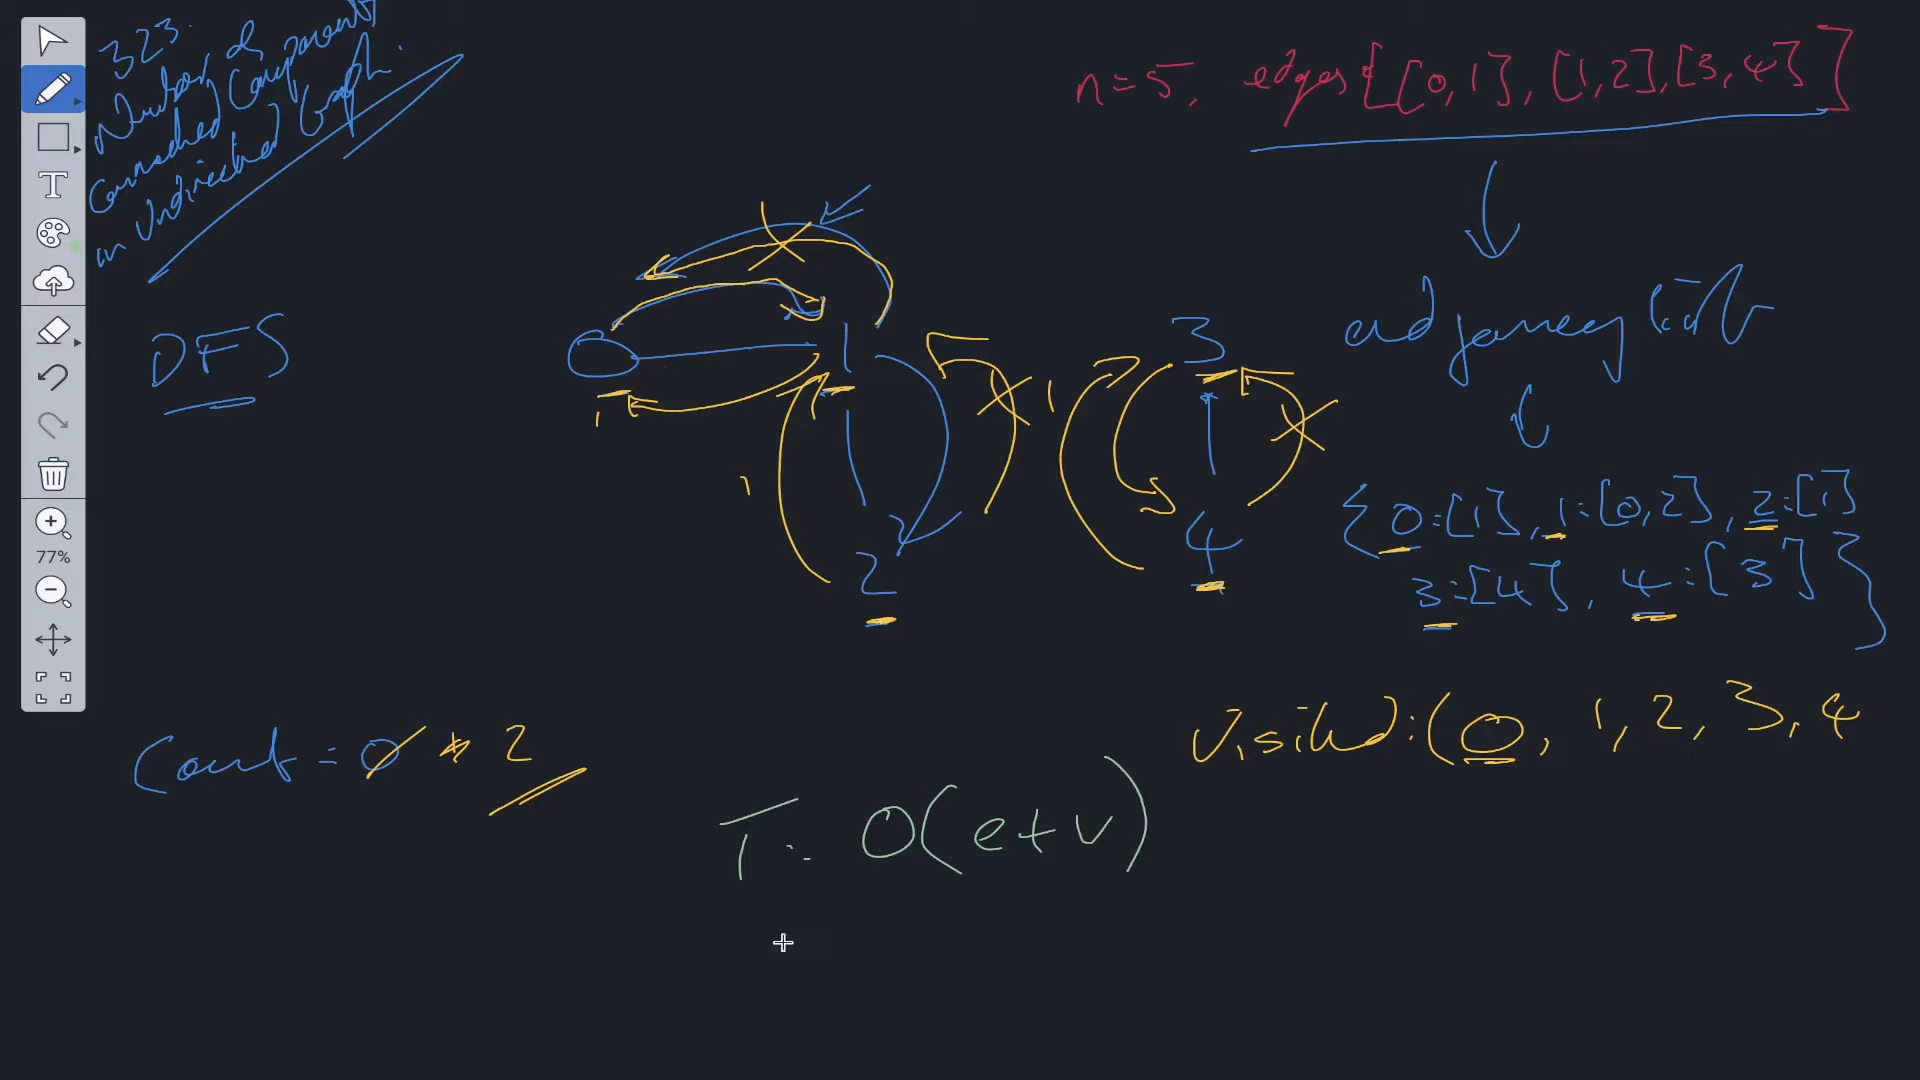 323.
Number of
Connected Components
in Undirected Graph.
n=5, edges[[0,1],[1,2],[3,4]]
DFS
0
1
2
3
4
adjacency list
{0:[1], 1:[0,2], 2:[1]
3:[4], 4:[3]}
77%
Count = 0 2
Visited:(0, 1, 2, 3, 4
T: O(e+v)